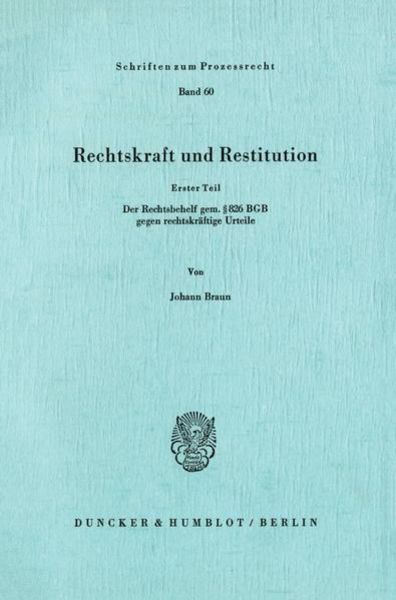 Schriften zum Prozessrecht
Band 60
Rechtskraft und Restitution
Erster Teil
Der Rechtsbehelf gem. § 826 BGB
gegen rechtskräftige Urteile
Von
Johann Braun
DUNCKER & HUMBLOT / BERLIN